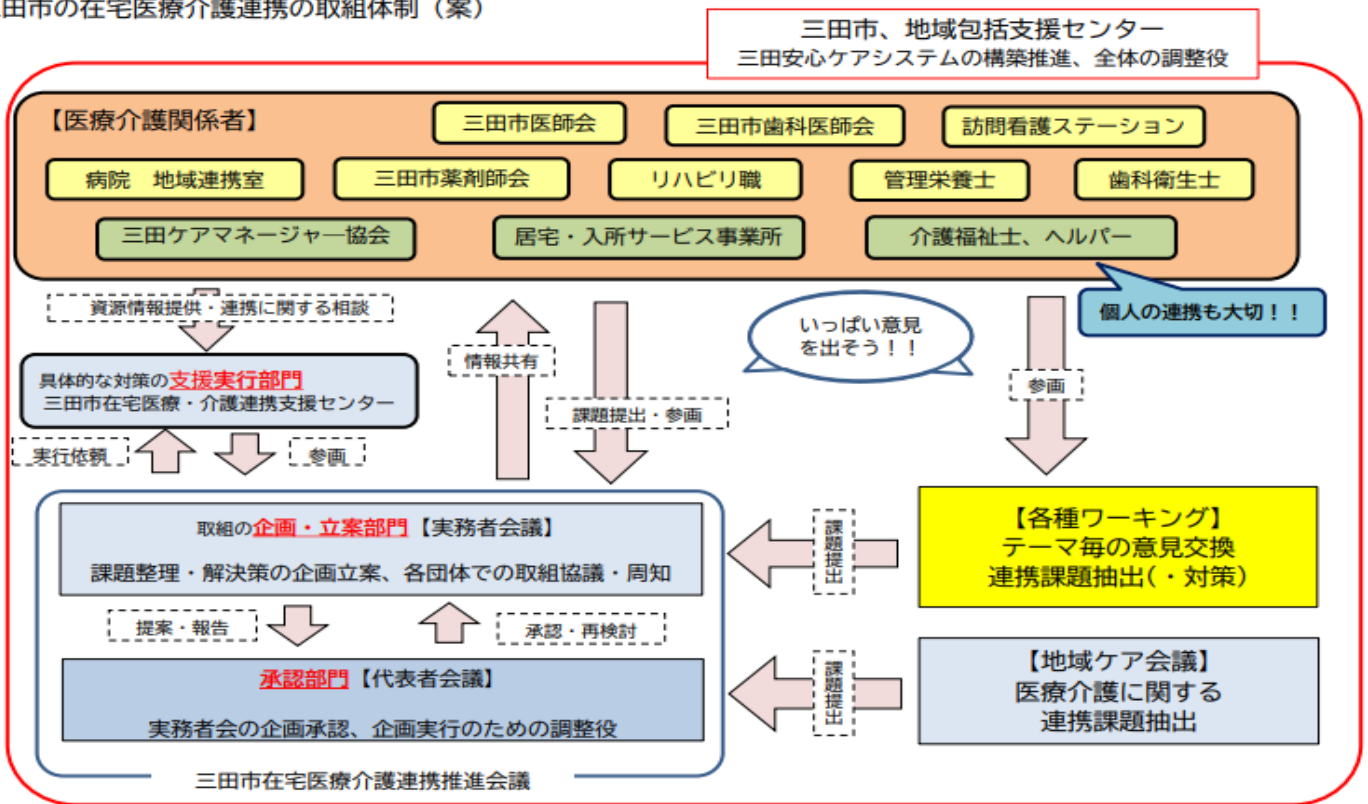 田市の在宅医療介護連携の取組体制（案）
三田市、地域包括支援センター
三田安心ケアシステムの構築推進、全体の調整役
【医療介護関係者】
三田市医師会
三田市歯科医師会
訪問看護ステーション
病院　地域連携室
三田市薬剤師会
リハビリ職
管理栄養士
歯科衛生士
三田ケアマネージャー協会
居宅・入所サービス事業所
介護福祉士、ヘルパー
個人の連携も大切！！
資源情報提供・連携に関する相談
情報共有
いっぱい意見
を出そう！！
参画
具体的な対策の支援実行部門
三田市在宅医療・介護連携支援センター
課題提出・参画
実行依頼
参画
取組の企画・立案部門【実務者会議】
課題整理・解決策の企画立案、各団体での取組協議・周知
提案・報告
承認・再検討
承認部門【代表者会議】
実務者会の企画承認、企画実行のための調整役
三田市在宅医療介護連携推進会議
課題提出
【各種ワーキング】
テーマ毎の意見交換
連携課題抽出(・対策)
課題提出
【地域ケア会議】
医療介護に関する
連携課題抽出